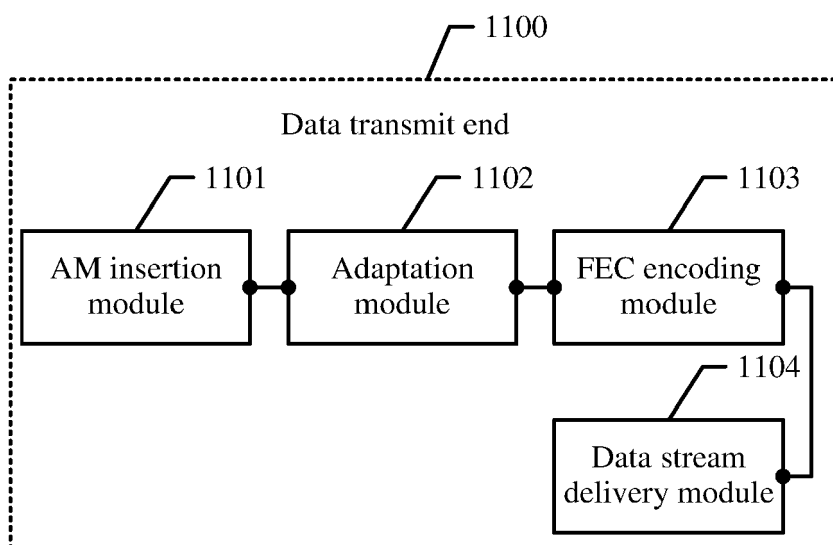 1100
Data transmit end
1101
1102
1103
AM insertion
module
Adaptation
module
FEC encoding
module
1104
Data stream
delivery module